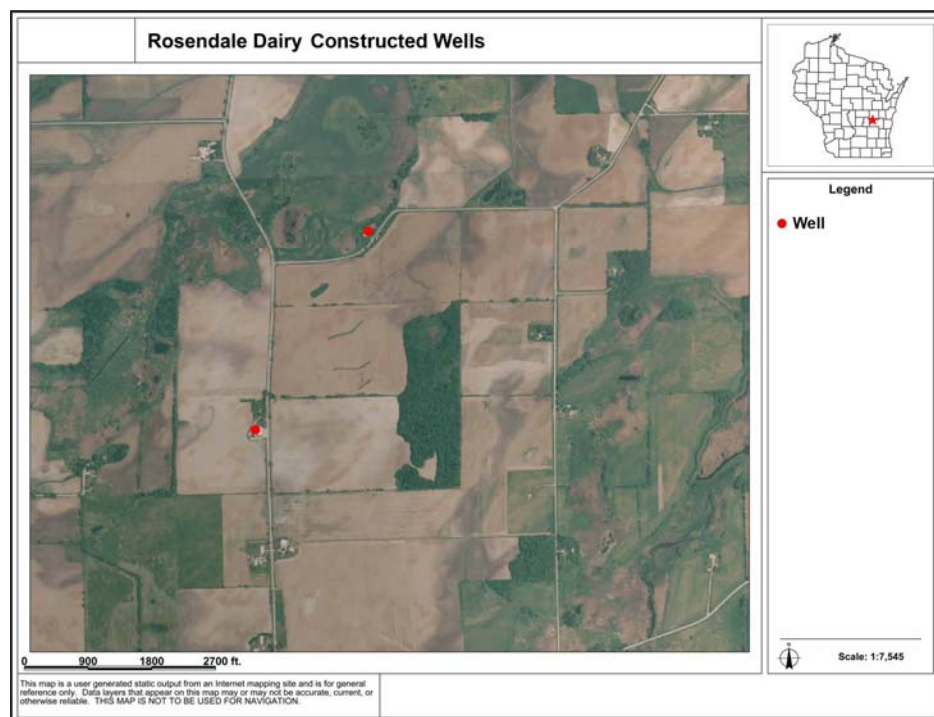 Rosendale Dairy Constructed Wells
Legend
Well
0 900 1800 2700 ft.
N
Scale: 1:7,545
This map is a user generated static output from an Internet mapping site and is for general
reference only. Data layers that appear on this map may or may not be accurate, current, or
otherwise reliable. THIS MAP IS NOT TO BE USED FOR NAVIGATION.